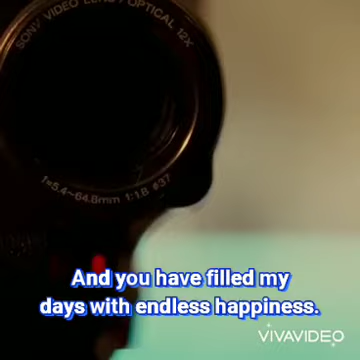 SONY VIDEO LENS / OPTICAL 12X
f=5.4~64.8mm 1:1.8 ø37
And you have filled my
days with endless happiness.
VIVAVIDEO